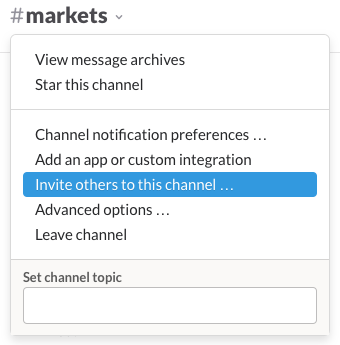 #markets
View message archives
Star this channel
Channel notification preferences …
Add an app or custom integration
Invite others to this channel …
Advanced options …
Leave channel
Set channel topic